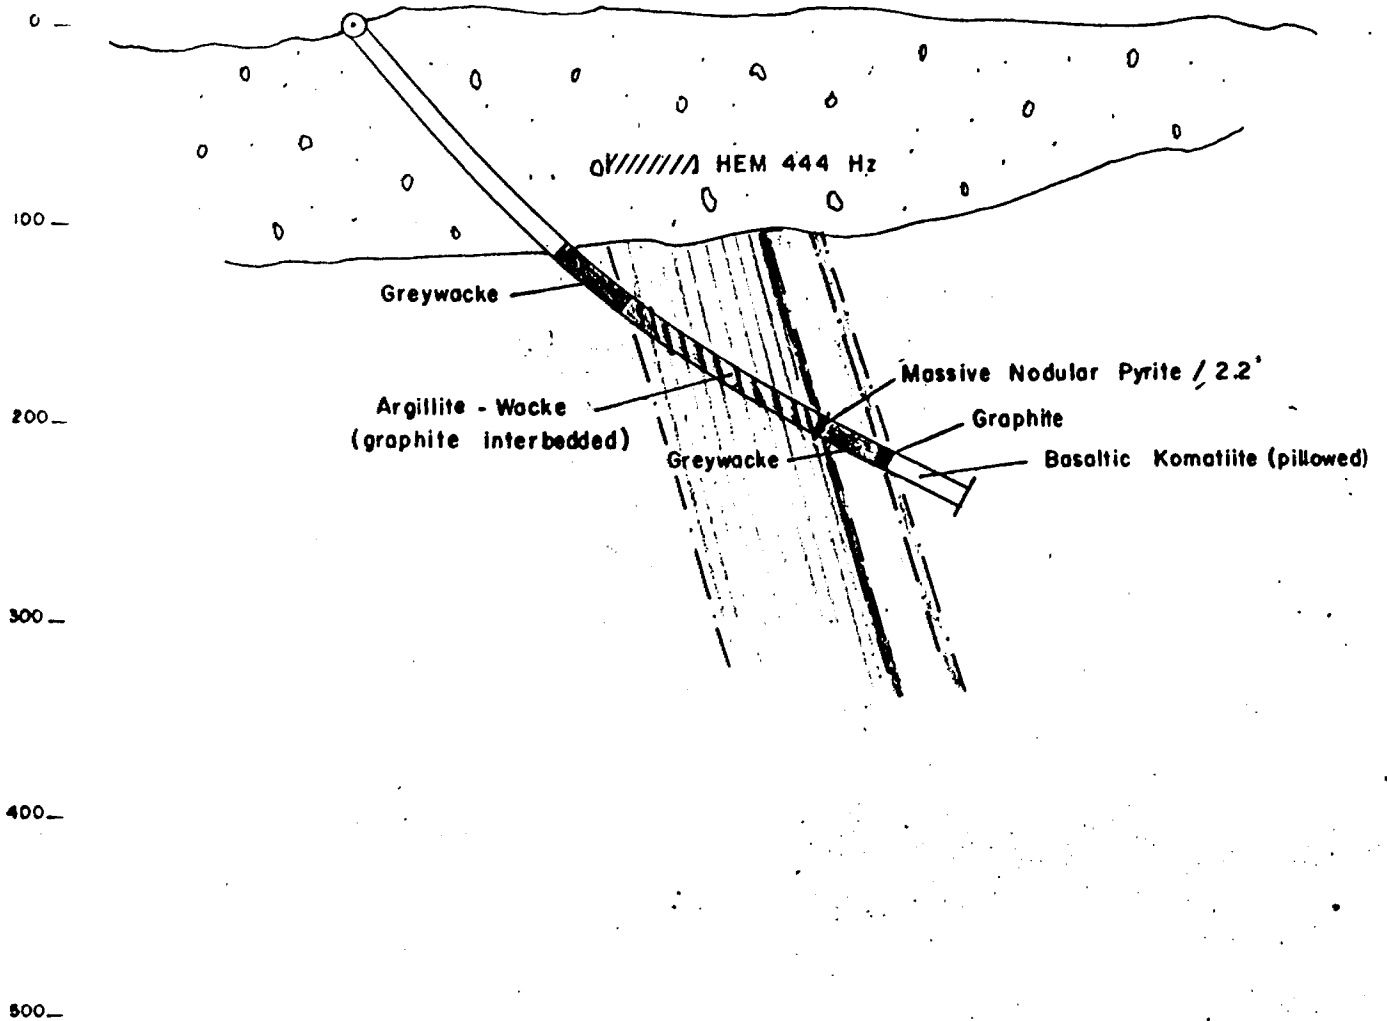 0
HEM 444 Hz
100
Greywacke
Massive Nodular Pyrite / 2.2'
Argillite - Wacke
(graphite interbedded)
200
Graphite
Greywacke
Basaltic Komatiite (pillowed)
300
400
500